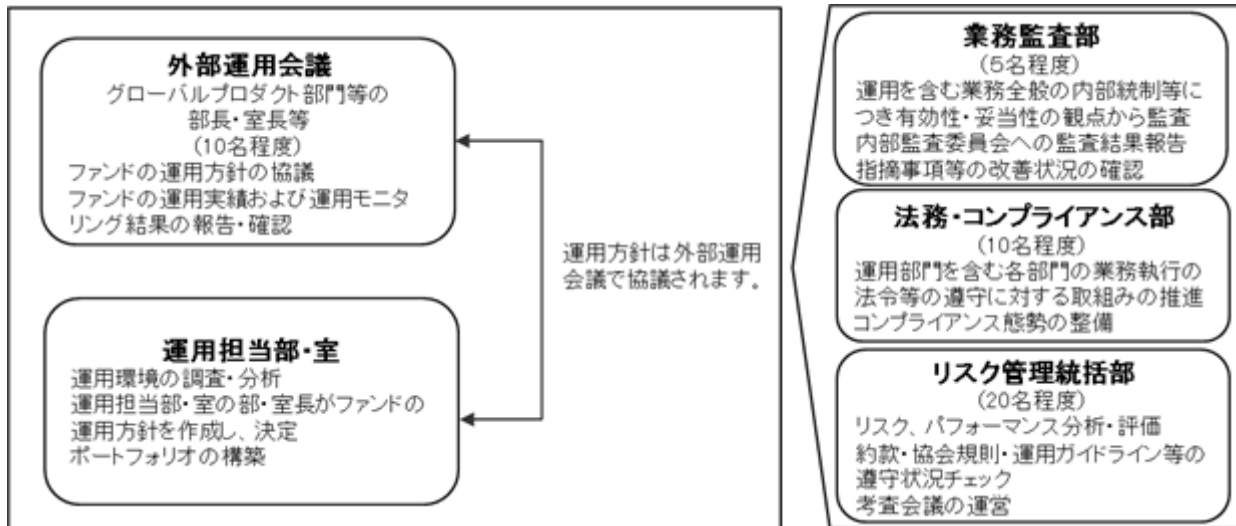 外部運用会議
グローバルプロダクト部門等の
部長・室長等
(10名程度)
ファンドの運用方針の協議
ファンドの運用実績および運用モニタ
リング結果の報告・確認
運用方針は外部運用
会議で協議されます。
運用担当部・室
運用環境の調査・分析
運用担当部・室の部・室長がファンドの
運用方針を作成し、決定
ポートフォリオの構築
業務監査部
(5名程度)
運用を含む業務全般の内部統制等に
つき有効性・妥当性の観点から監査
内部監査委員会への監査結果報告
指摘事項等の改善状況の確認
法務・コンプライアンス部
(10名程度)
運用部門を含む各部門の業務執行の
法令等の遵守に対する取組みの推進
コンプライアンス態勢の整備
リスク管理統括部
(20名程度)
リスク、パフォーマンス分析・評価
約款・協会規則・運用ガイドライン等の
遵守状況チェック
考査会議の運営